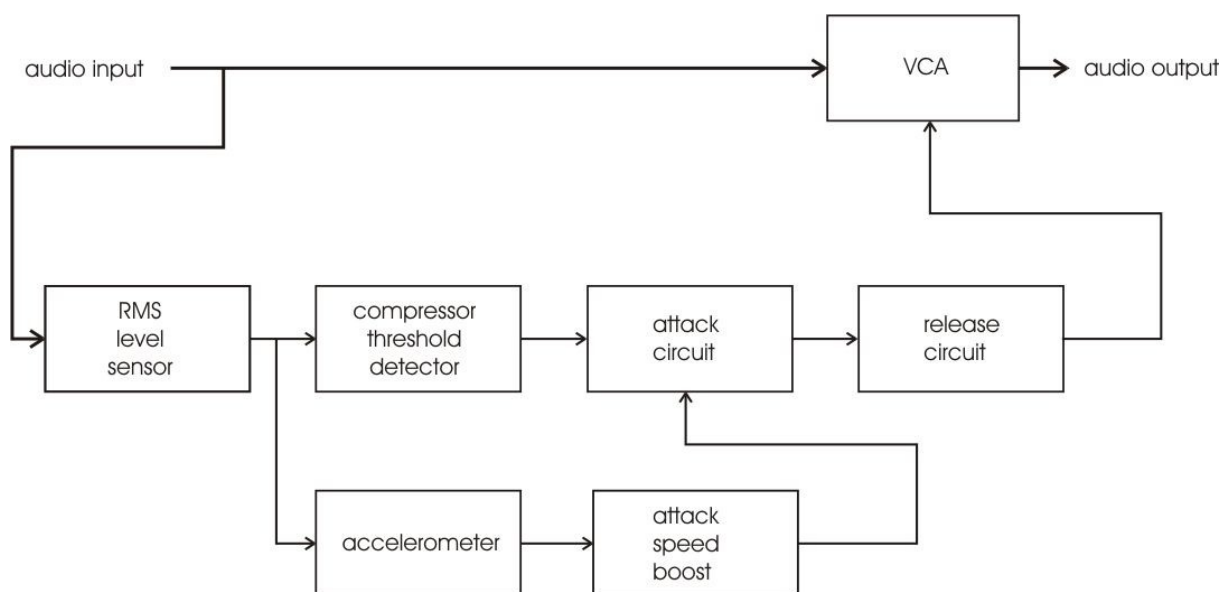 audio input
VCA
audio output
RMS
level
sensor
compressor
threshold
detector
attack
circuit
release
circuit
accelerometer
attack
speed
boost